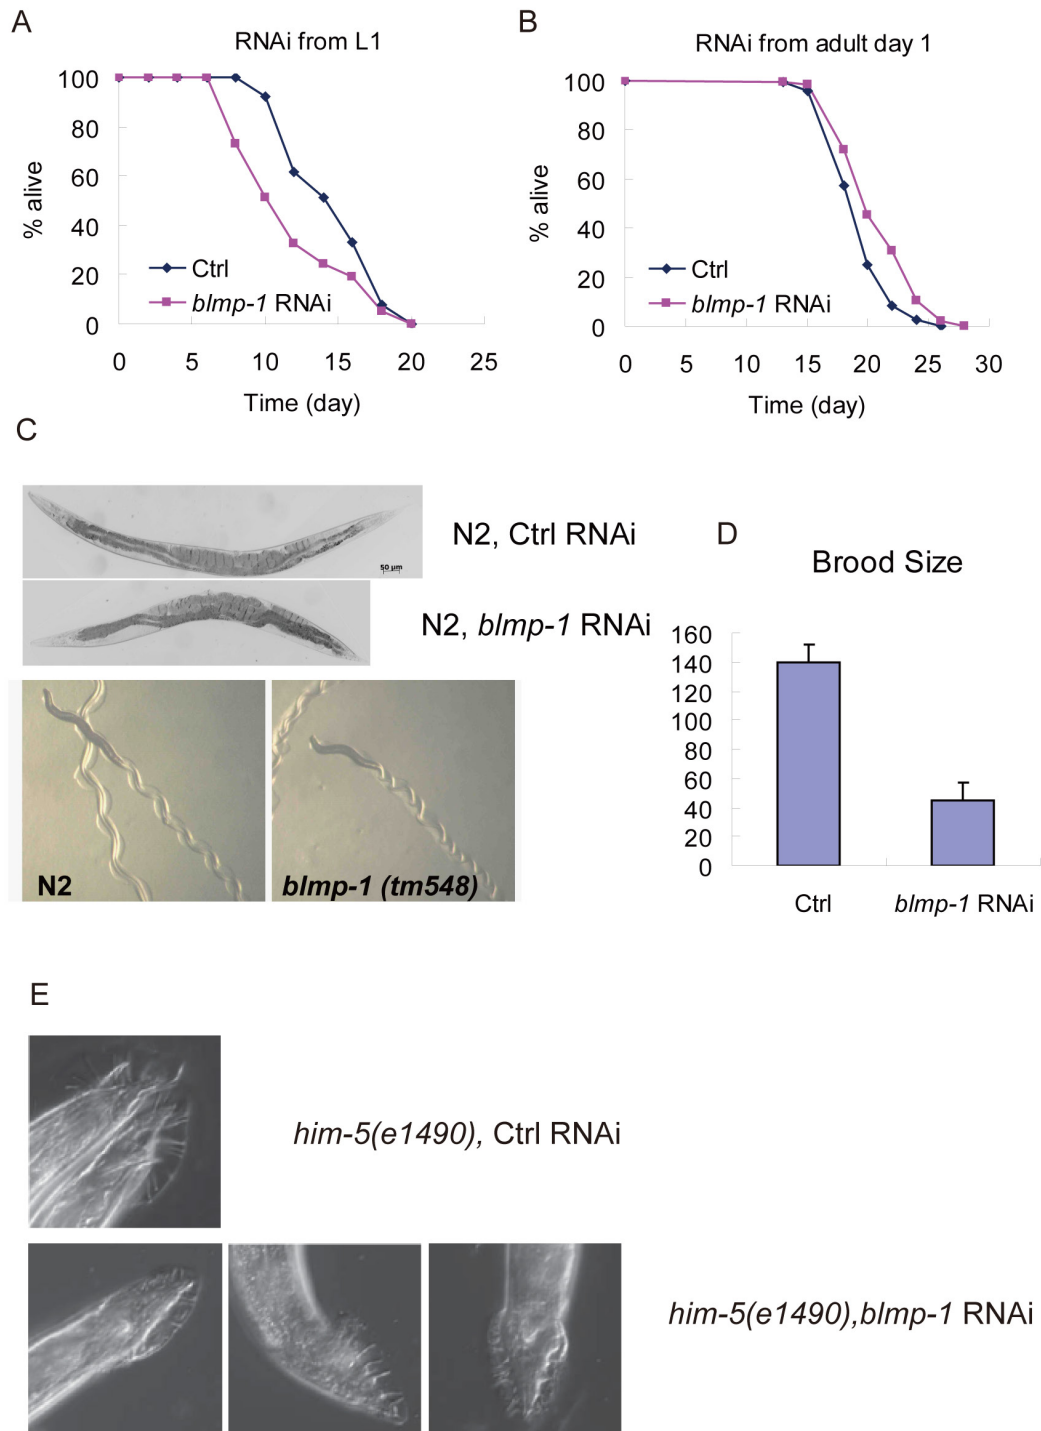 A
RNAi from L1
100
80
60
40
20
0
% alive
Ctrl
blmp-1 RNAi
0 5 10 15 20 25
Time (day)
B
RNAi from adult day 1
100
80
60
40
20
0
% alive
Ctrl
blmp-1 RNAi
0 5 10 15 20 25 30
Time (day)
C
50 µm
N2, Ctrl RNAi
N2, blmp-1 RNAi
N2
blmp-1 (tm548)
D
Brood Size
160
140
120
100
80
60
40
20
0
Ctrl
blmp-1 RNAi
E
him-5(e1490), Ctrl RNAi
him-5(e1490),blmp-1 RNAi